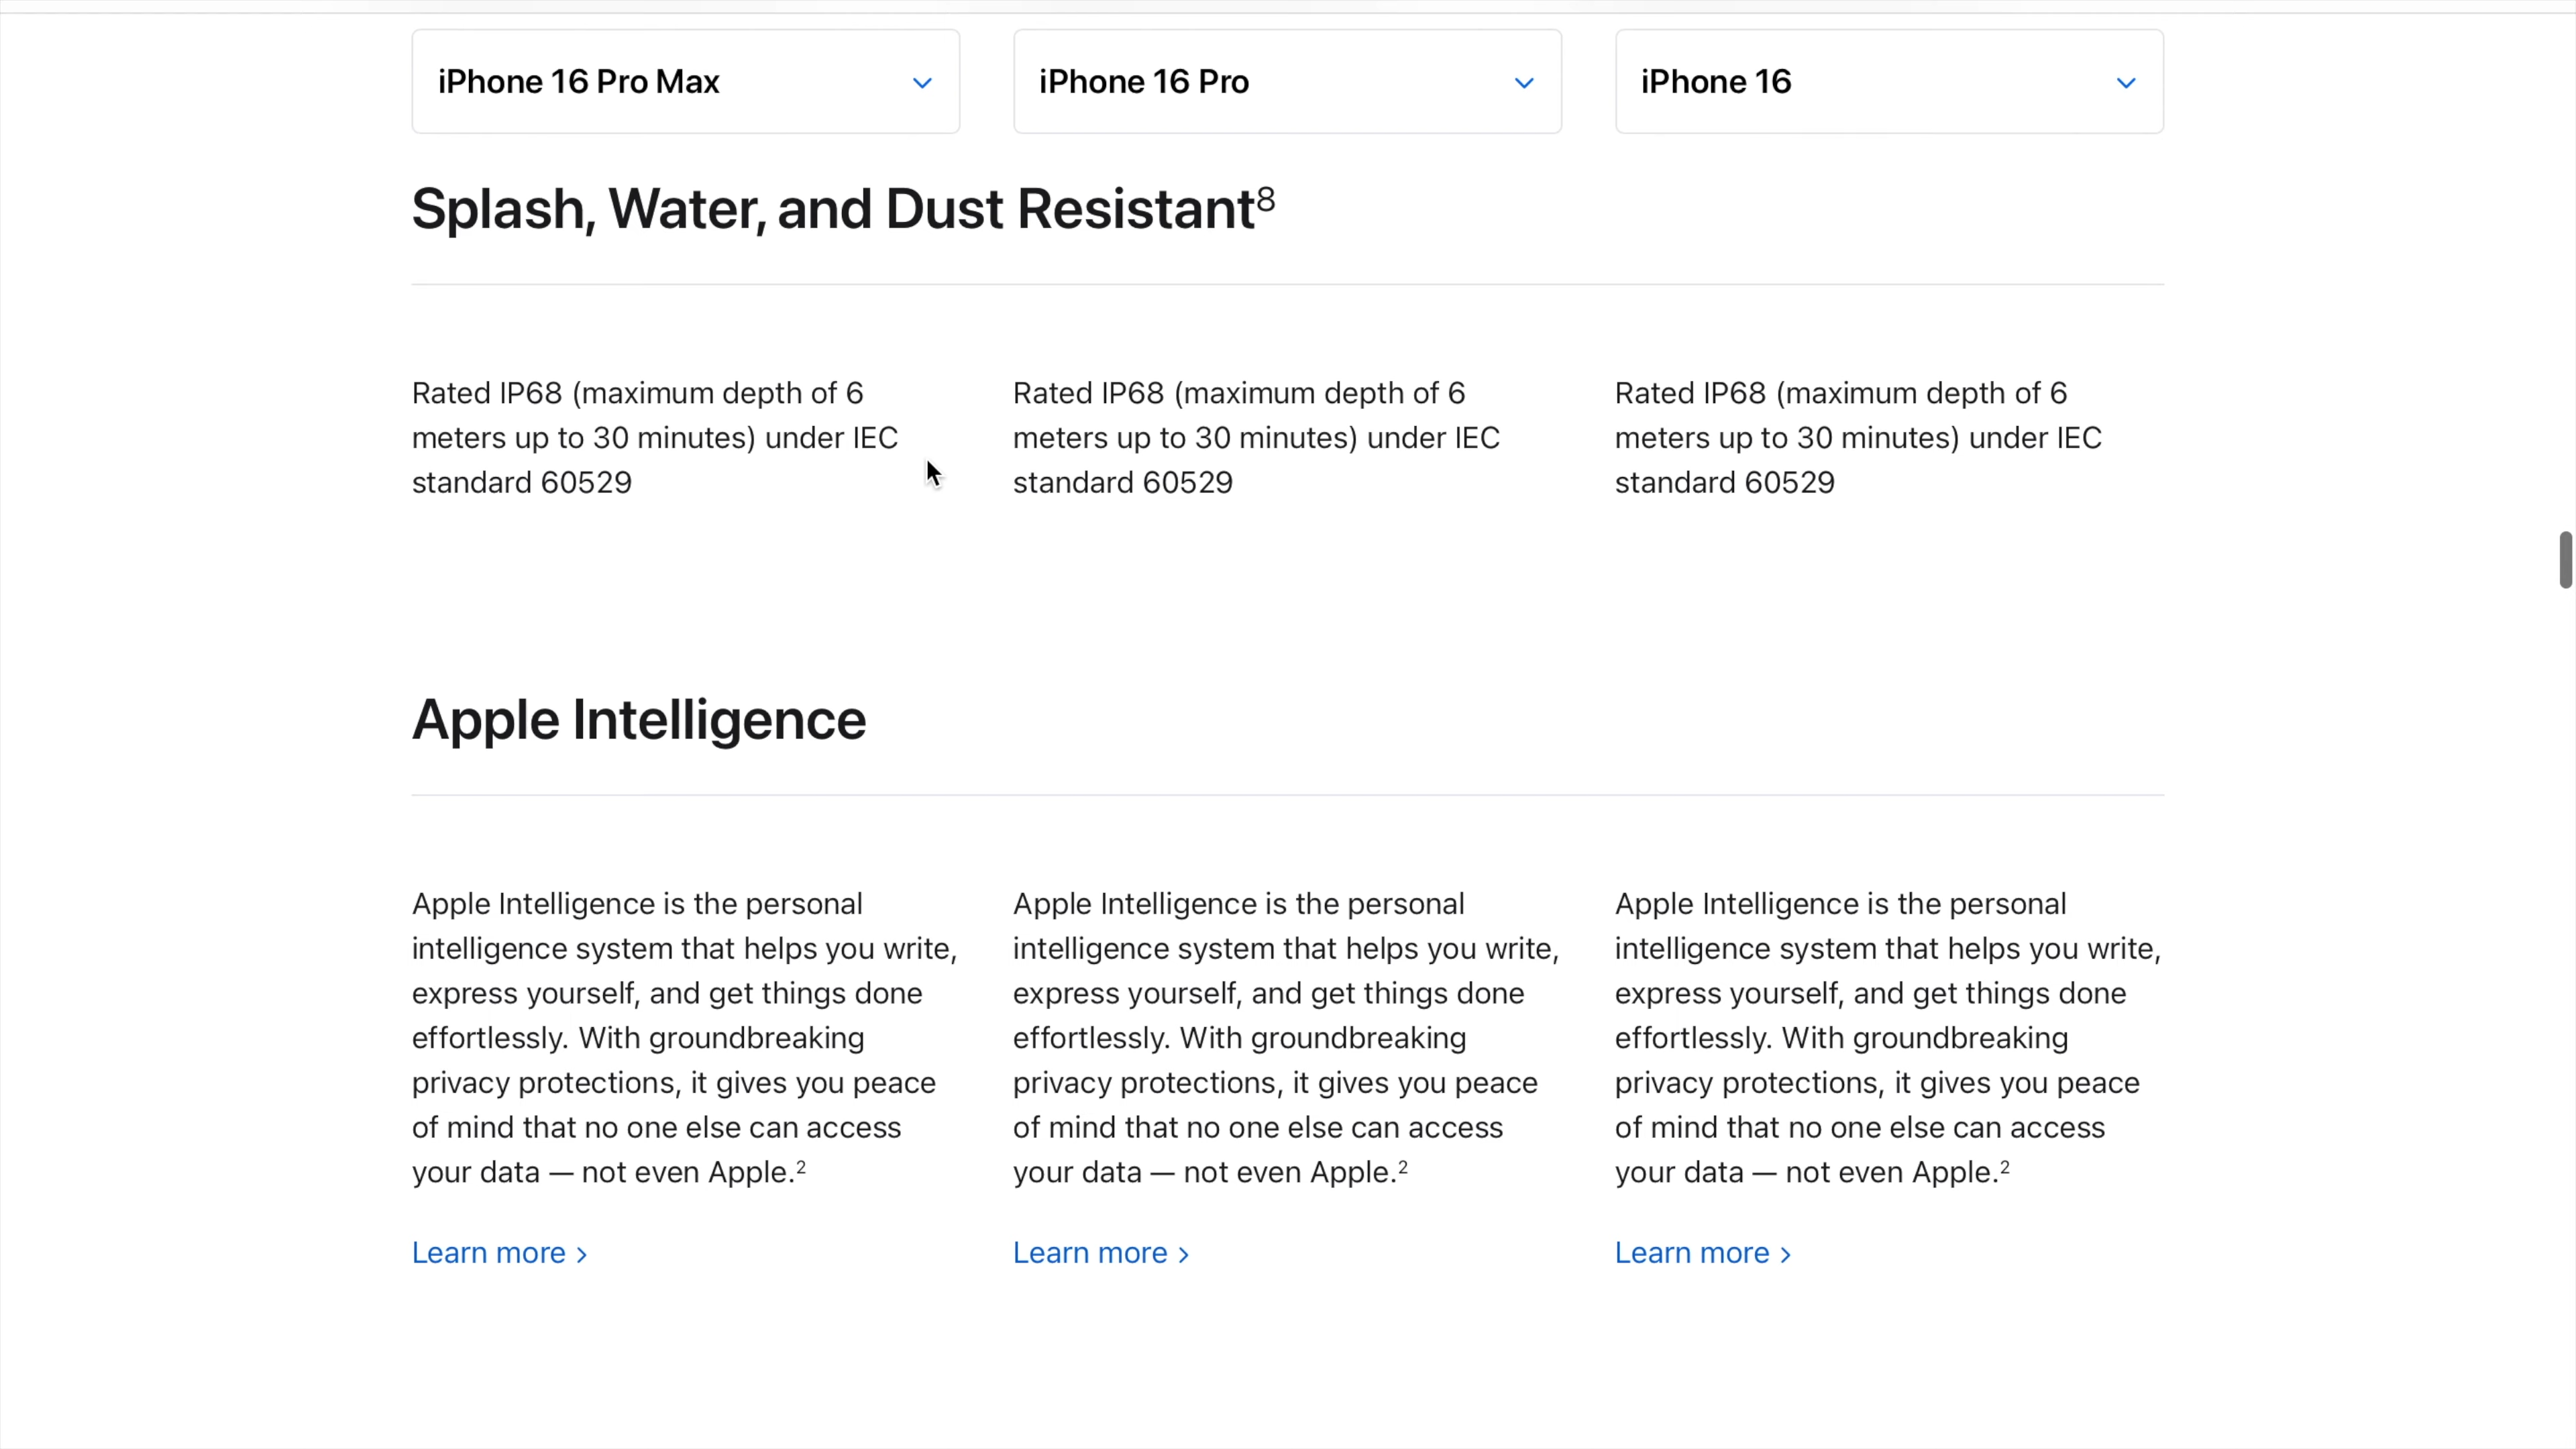 iPhone 16 Pro Max
iPhone 16 Pro
iPhone 16
Splash, Water, and Dust Resistant⁸
Rated IP68 (maximum depth of 6
meters up to 30 minutes) under IEC
standard 60529
Rated IP68 (maximum depth of 6
meters up to 30 minutes) under IEC
standard 60529
Rated IP68 (maximum depth of 6
meters up to 30 minutes) under IEC
standard 60529
Apple Intelligence
Apple Intelligence is the personal
intelligence system that helps you write,
express yourself, and get things done
effortlessly. With groundbreaking
privacy protections, it gives you peace
of mind that no one else can access
your data — not even Apple.²
Learn more >
Apple Intelligence is the personal
intelligence system that helps you write,
express yourself, and get things done
effortlessly. With groundbreaking
privacy protections, it gives you peace
of mind that no one else can access
your data — not even Apple.²
Learn more >
Apple Intelligence is the personal
intelligence system that helps you write,
express yourself, and get things done
effortlessly. With groundbreaking
privacy protections, it gives you peace
of mind that no one else can access
your data — not even Apple.²
Learn more >